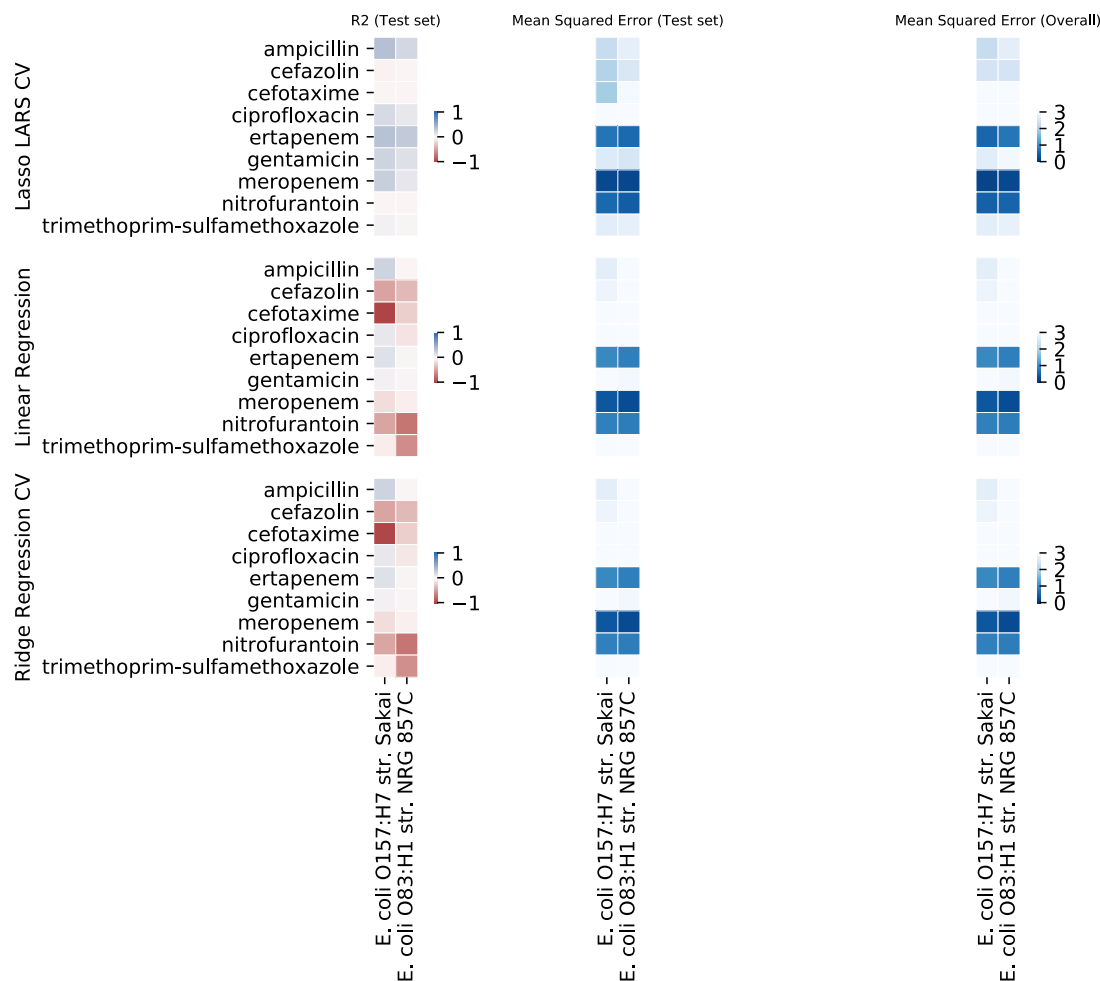 R2 (Test set)
Mean Squared Error (Test set)
Mean Squared Error (Overall)
Lasso LARS CV
ampicillin
cefazolin
cefotaxime
ciprofloxacin
ertapenem
gentamicin
meropenem
nitrofurantoin
trimethoprim-sulfamethoxazole
1
0
−1
3
2
1
0
Linear Regression
ampicillin
cefazolin
cefotaxime
ciprofloxacin
ertapenem
gentamicin
meropenem
nitrofurantoin
trimethoprim-sulfamethoxazole
1
0
−1
3
2
1
0
Ridge Regression CV
ampicillin
cefazolin
cefotaxime
ciprofloxacin
ertapenem
gentamicin
meropenem
nitrofurantoin
trimethoprim-sulfamethoxazole
1
0
−1
3
2
1
0
E. coli O157:H7 str. Sakai
E. coli O83:H1 str. NRG 857C
E. coli O157:H7 str. Sakai
E. coli O83:H1 str. NRG 857C
E. coli O157:H7 str. Sakai
E. coli O83:H1 str. NRG 857C